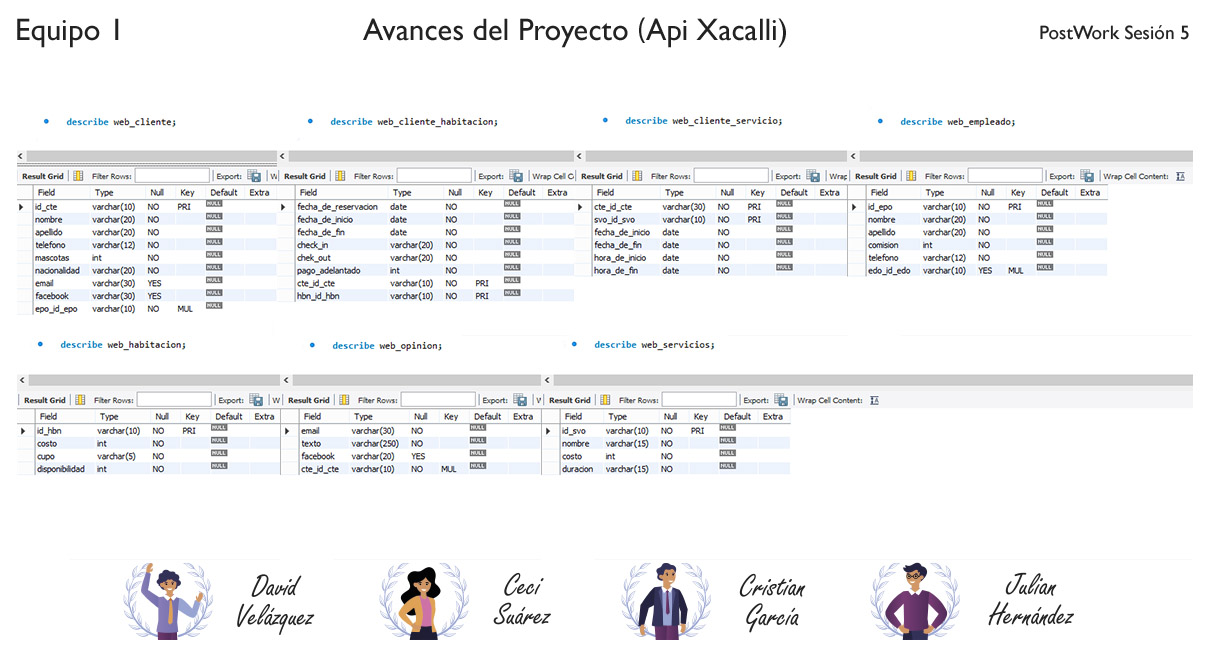 Equipo 1
Avances del Proyecto (Api Xacalli)
PostWork Sesión 5
describe web_cliente;
Result Grid Filter Rows: Export: W
Field Type Null Key Default Extra
id_cte varchar(10) NO PRI NULL
nombre varchar(20) NO NULL
apellido varchar(20) NO NULL
telefono varchar(12) NO NULL
mascotas int NO NULL
nacionalidad varchar(20) NO NULL
email varchar(30) YES NULL
facebook varchar(30) YES NULL
epo_id_epo varchar(10) NO MUL NULL
describe web_cliente_habitacion;
Result Grid Filter Rows: Export: Wrap Cell C
Field Type Null Key Default Extra
fecha_de_reservacion date NO NULL
fecha_de_inicio date NO NULL
fecha_de_fin date NO NULL
check_in varchar(20) NO NULL
chek_out varchar(20) NO NULL
pago_adelantado int NO NULL
cte_id_cte varchar(10) NO PRI NULL
hbn_id_hbn varchar(10) NO PRI NULL
describe web_cliente_servicio;
Result Grid Filter Rows: Export: Wrap
Field Type Null Key Default Extra
cte_id_cte varchar(30) NO PRI NULL
svo_id_svo varchar(10) NO PRI NULL
fecha_de_inicio date NO NULL
fecha_de_fin date NO NULL
hora_de_inicio date NO NULL
hora_de_fin date NO NULL
describe web_empleado;
Result Grid Filter Rows: Export: Wrap Cell Content:
Field Type Null Key Default Extra
id_epo varchar(10) NO PRI NULL
nombre varchar(20) NO NULL
apellido varchar(20) NO NULL
comision int NO NULL
telefono varchar(12) NO NULL
edo_id_edo varchar(10) YES MUL NULL
describe web_habitacion;
Result Grid Filter Rows: Export: W
Field Type Null Key Default Extra
id_hbn varchar(10) NO PRI NULL
costo int NO NULL
cupo varchar(5) NO NULL
disponibilidad int NO NULL
describe web_opinion;
Result Grid Filter Rows: Export: W
Field Type Null Key Default Extra
email varchar(30) NO NULL
texto varchar(250) NO NULL
facebook varchar(20) YES NULL
cte_id_cte varchar(10) NO MUL NULL
describe web_servicios;
Result Grid Filter Rows: Export: Wrap Cell Content:
Field Type Null Key Default Extra
id_svo varchar(10) NO PRI NULL
nombre varchar(15) NO NULL
costo int NO NULL
duracion varchar(15) NO NULL
David
Velázquez
Ceci
Suárez
Cristian
García
Julian
Hernández